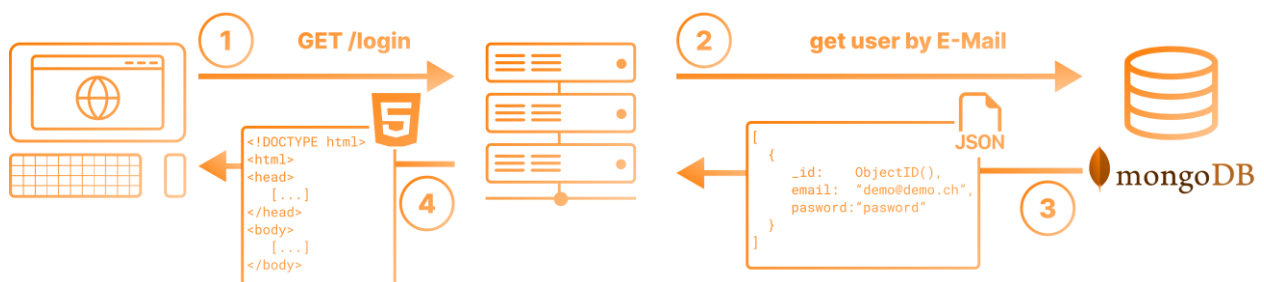 1
GET /login
2
get user by E-Mail
5
<!DOCTYPE html>
<html>
<head>
[...]
</head>
<body>
[...]
</body>
4
JSON
[
{
_id: ObjectID(),
email: "demo@demo.ch",
pasword:"pasword"
}
]
3
mongoDB